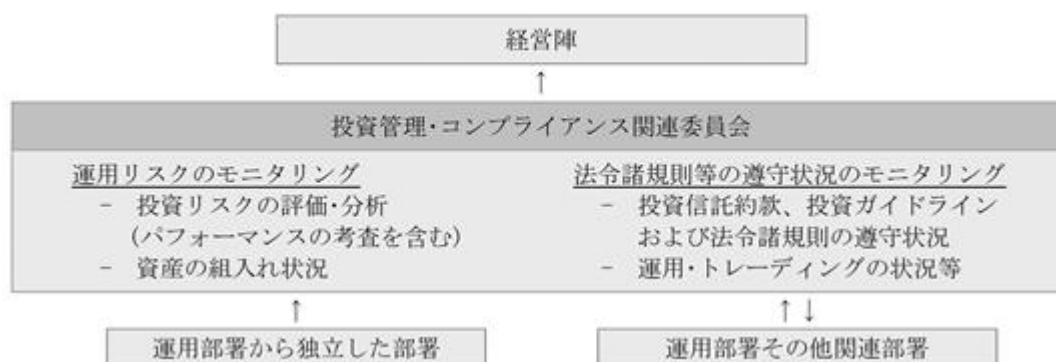 経営陣
↑
投資管理・コンプライアンス関連委員会
運用リスクのモニタリング
- 投資リスクの評価・分析
(パフォーマンスの考査を含む)
- 資産の組入れ状況
法令諸規則等の遵守状況のモニタリング
- 投資信託約款、投資ガイドライン
および法令諸規則の遵守状況
- 運用・トレーディングの状況等
↑
↑↓
運用部署から独立した部署
運用部署その他関連部署